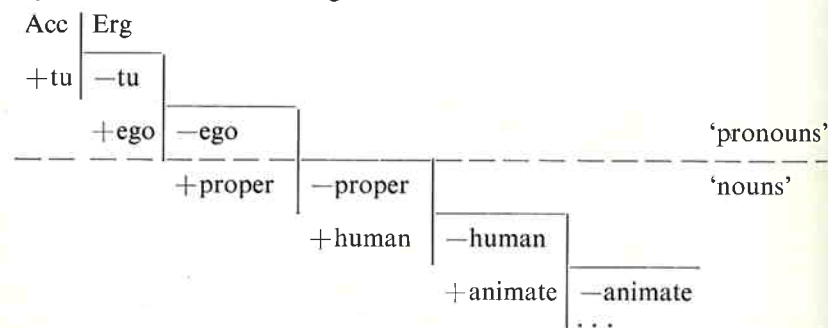 Acc Erg
+tu −tu
+ego −ego ‘pronouns’
+proper −proper ‘nouns’
+human −human
+animate −animate
...